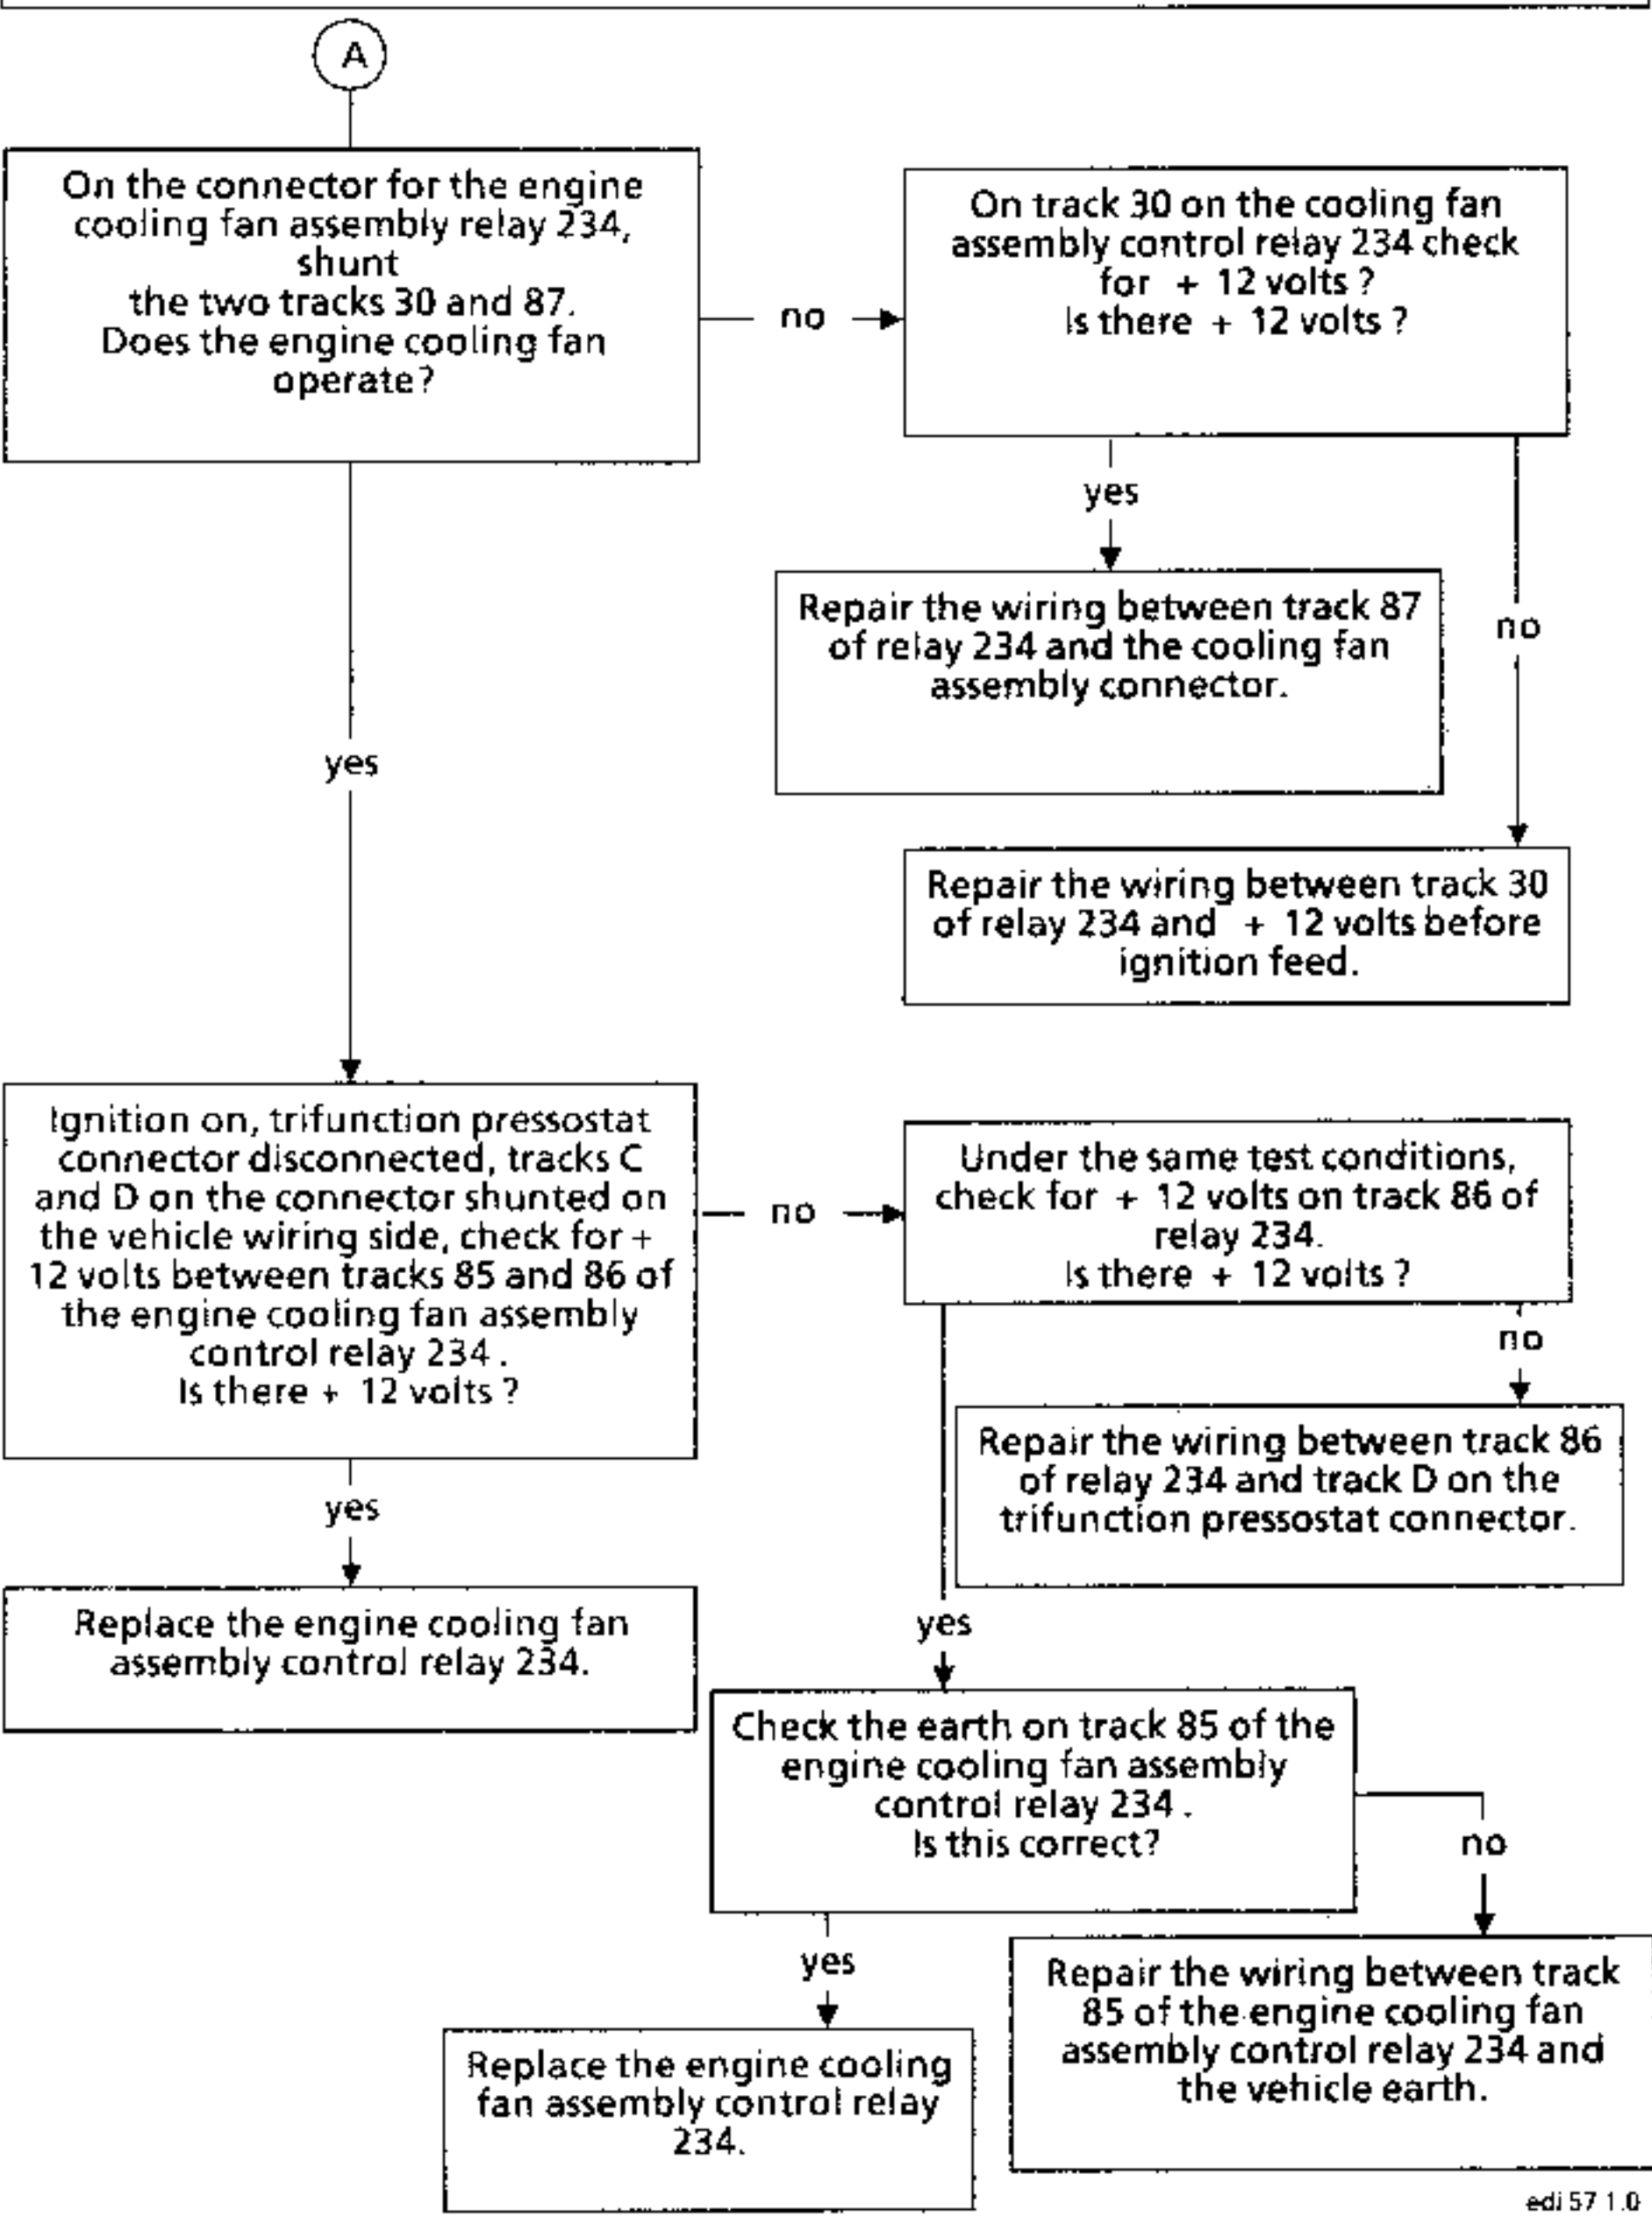 A
On the connector for the engine
cooling fan assembly relay 234,
shunt
the two tracks 30 and 87.
Does the engine cooling fan
operate?
no
On track 30 on the cooling fan
assembly control relay 234 check
for + 12 volts ?
Is there + 12 volts ?
yes
no
Repair the wiring between track 87
of relay 234 and the cooling fan
assembly connector.
yes
Repair the wiring between track 30
of relay 234 and + 12 volts before
ignition feed.
Ignition on, trifunction pressostat
connector disconnected, tracks C
and D on the connector shunted on
the vehicle wiring side, check for +
12 volts between tracks 85 and 86 of
the engine cooling fan assembly
control relay 234 .
Is there + 12 volts ?
no
Under the same test conditions,
check for + 12 volts on track 86 of
relay 234.
Is there + 12 volts ?
no
Repair the wiring between track 86
of relay 234 and track D on the
trifunction pressostat connector.
yes
Replace the engine cooling fan
assembly control relay 234.
yes
Check the earth on track 85 of the
engine cooling fan assembly
control relay 234 .
Is this correct?
no
yes
Repair the wiring between track
85 of the engine cooling fan
assembly control relay 234 and
the vehicle earth.
Replace the engine cooling
fan assembly control relay
234.
edi 57 1.0